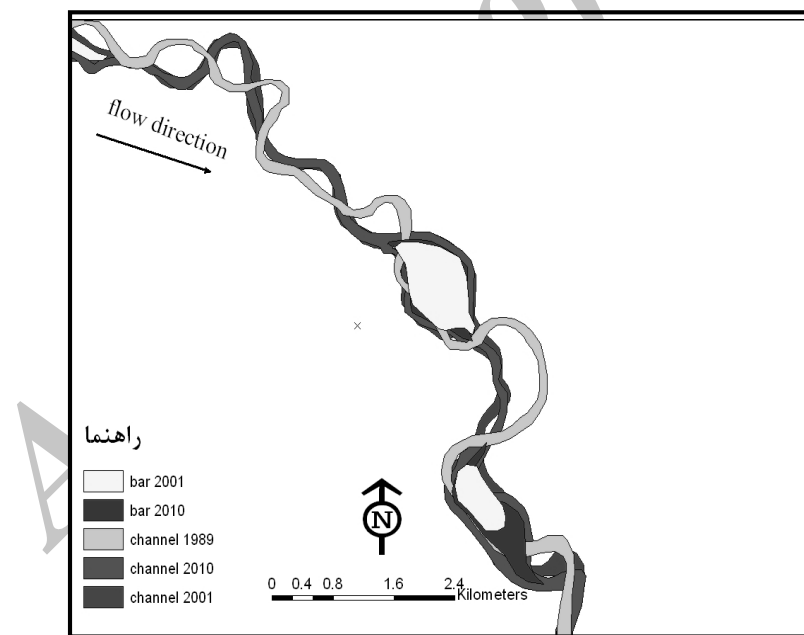 flow direction
راهنما
bar 2001
bar 2010
channel 1989
channel 2010
channel 2001
N
0 0.4 0.8 1.6 2.4
Kilometers